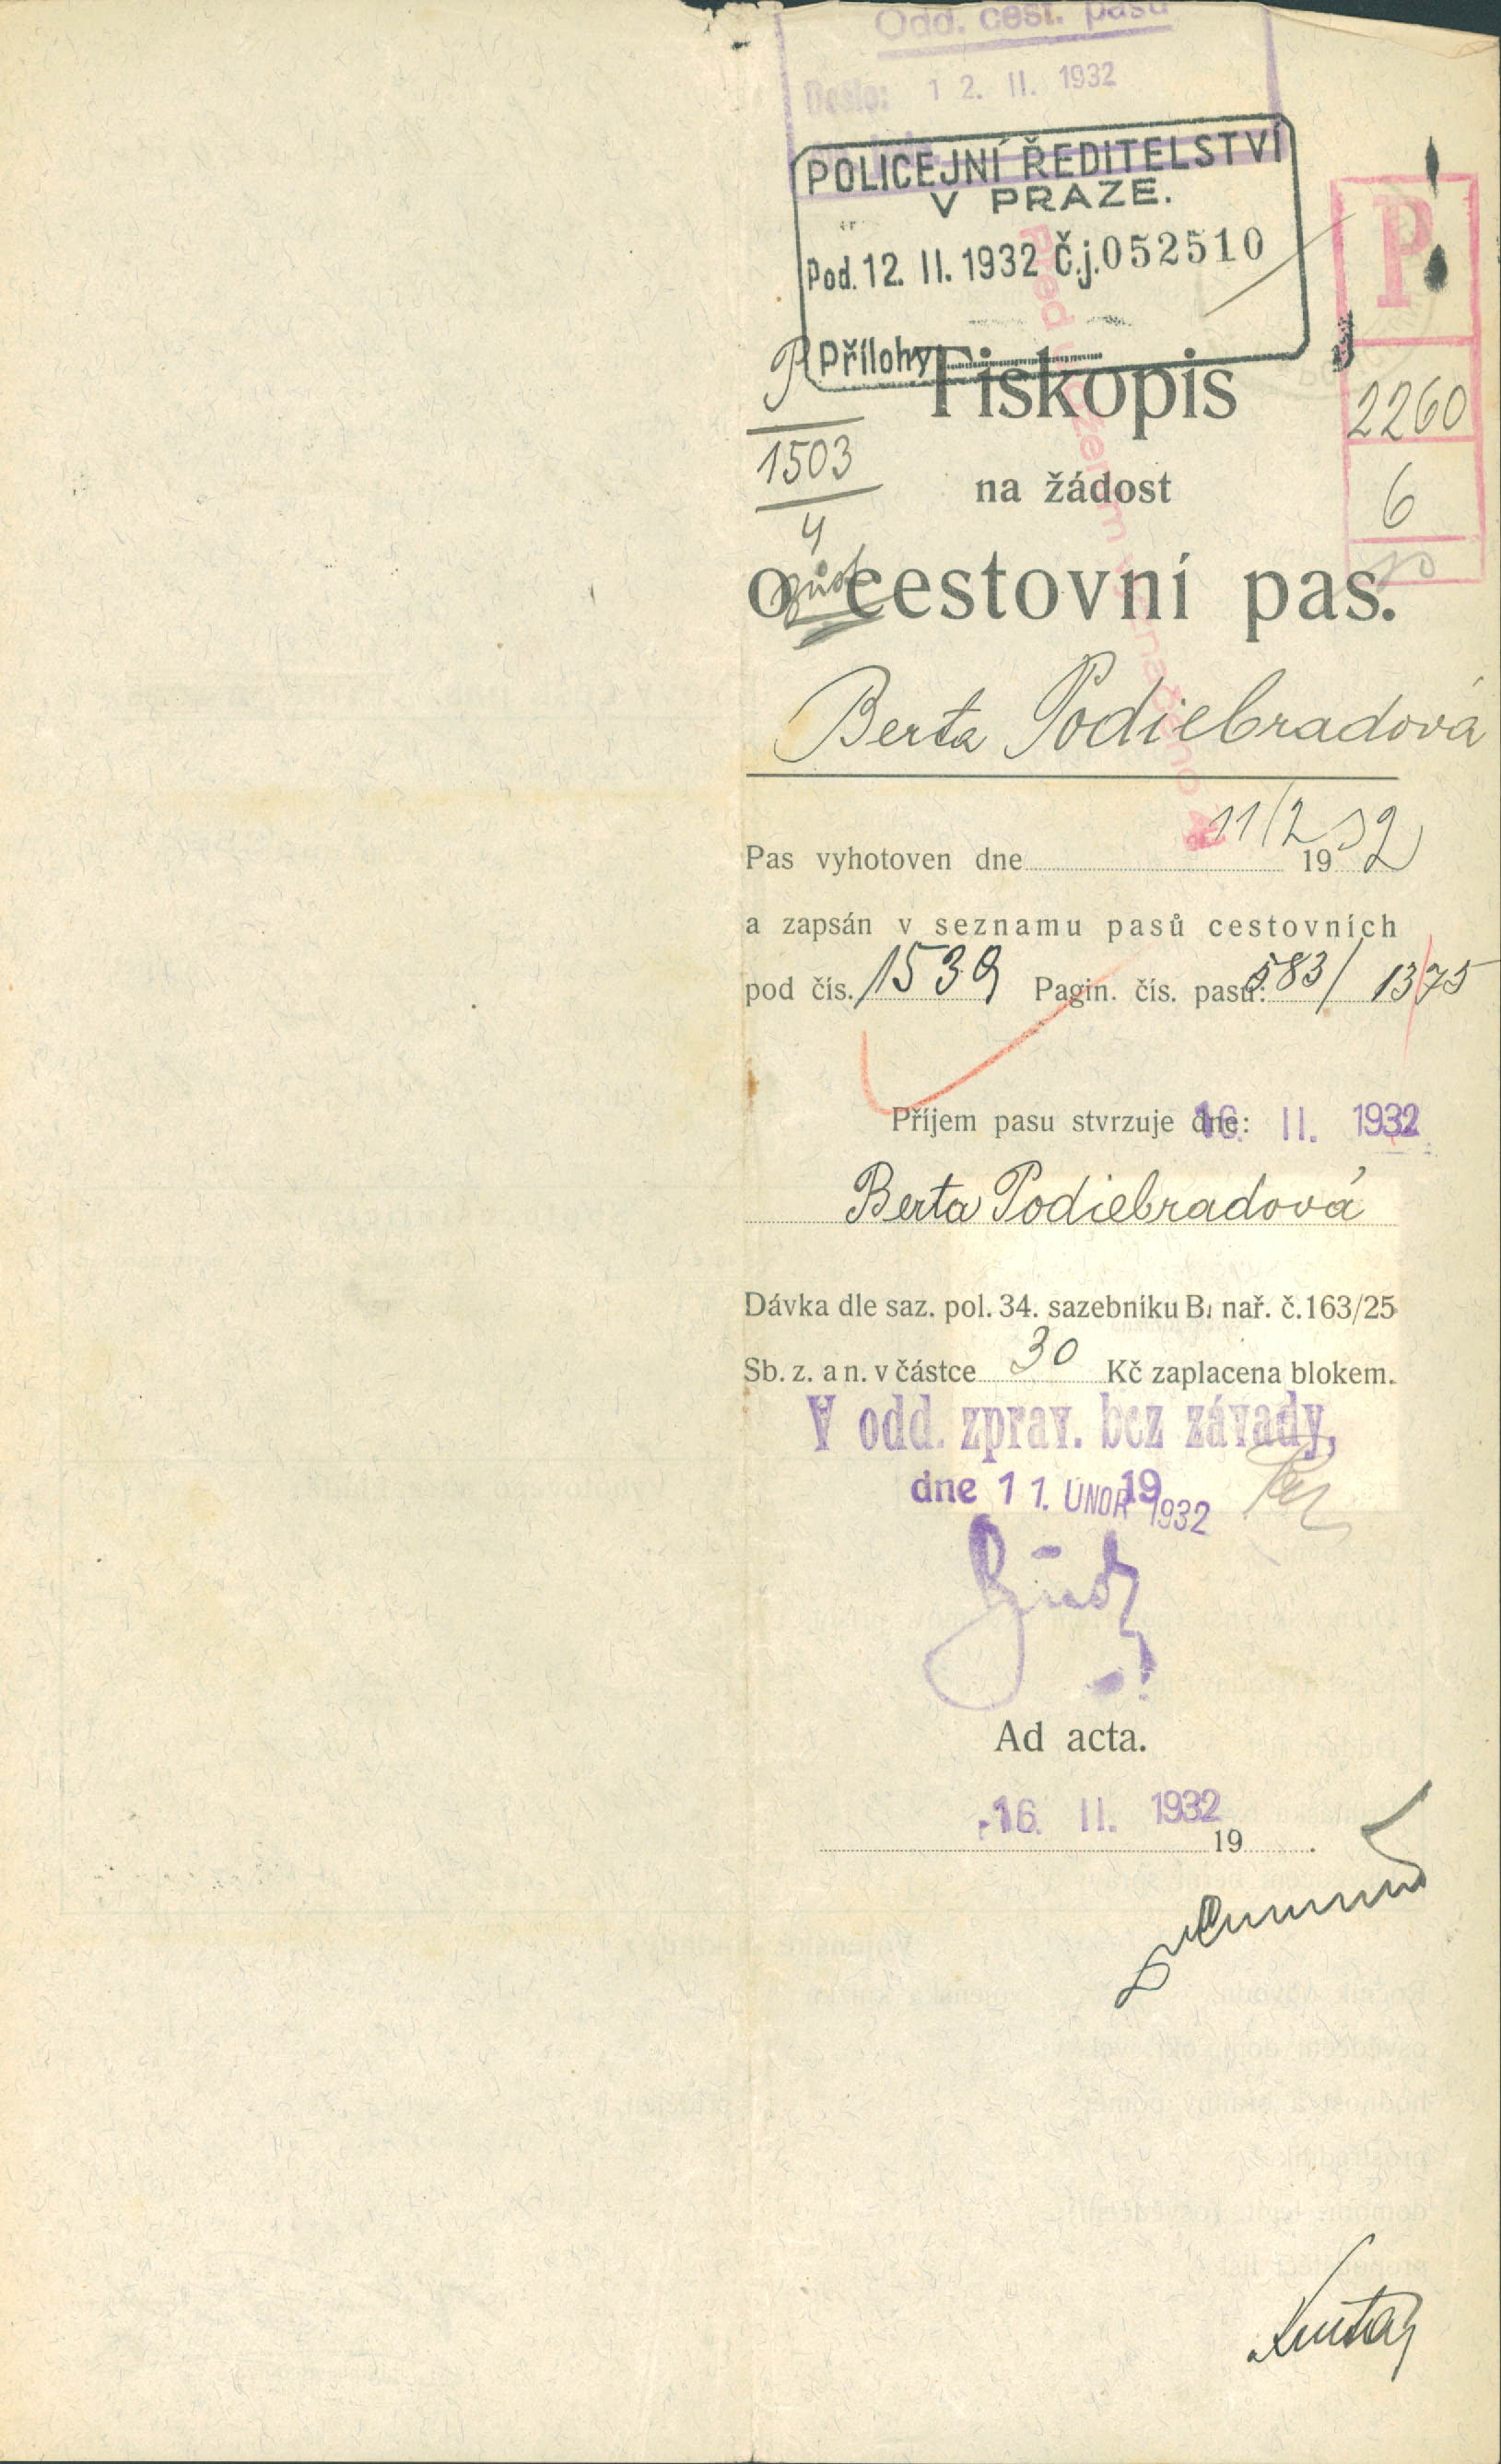 Odd. cest. pasů
Došlo: 12. II. 1932
POLICEJNÍ ŘEDITELSTVÍ
V PRAZE.
Pod. 12. II. 1932 Č.j. 052510
Přílohy
P
2260
6
P
1503
4
Tiskopis
na žádost
o cestovní pas.
Berta Podiebradová
Pas vyhotoven dne 11/2 1932
a zapsán v seznamu pasů cestovních
pod čís. 1539 Pagin. čís. pasu: 583/1375
Příjem pasu stvrzuje dne: 16. II. 1932
Berta Podiebradová
Dávka dle saz. pol. 34. sazebníku B. nař. č. 163/25
Sb. z. a n. v částce 30 Kč zaplacena blokem.
V odd. zprav. bez závady,
dne 11. ÚNOR 19 1932
Ad acta.
16. II. 1932
19 .